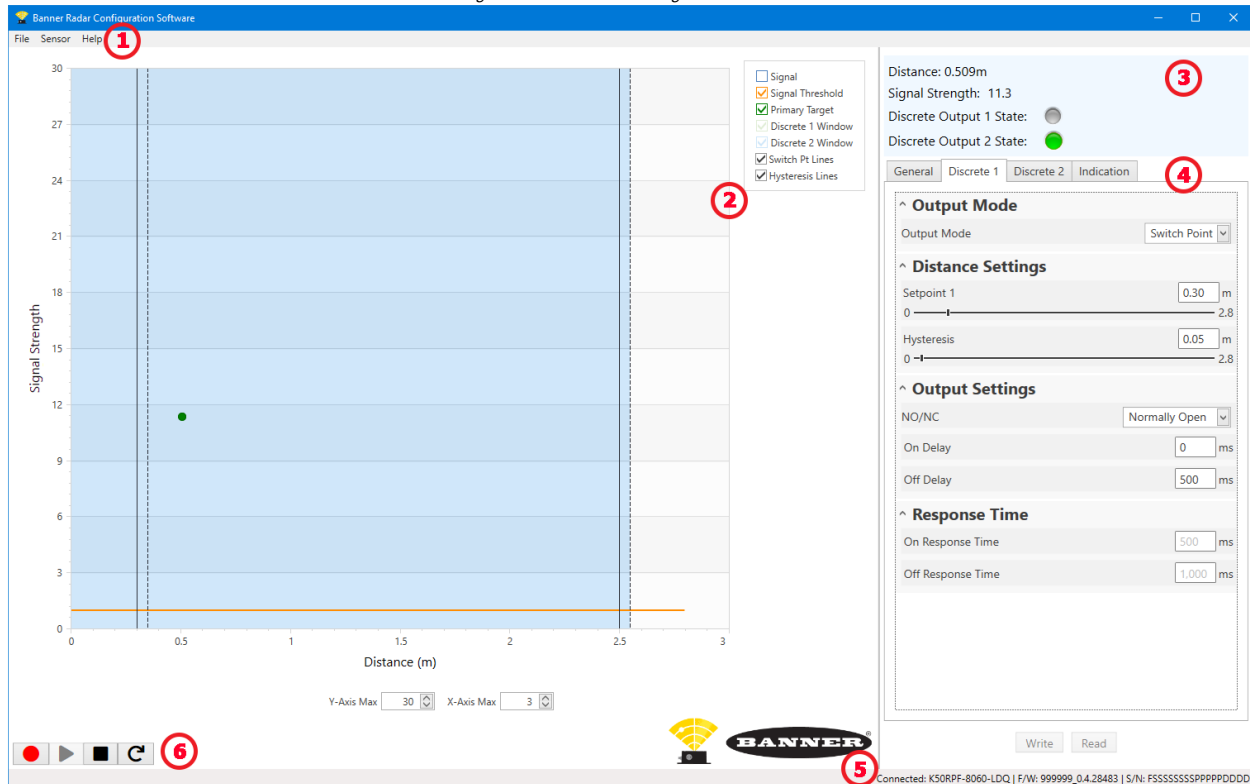 Banner Radar Configuration Software
File Sensor Help
1
30
27
24
21
18
15
12
9
6
3
0
Signal Strength
0 0.5 1 1.5 2 2.5 3
Distance (m)
Y-Axis Max 30 X-Axis Max 3
Signal
Signal Threshold
Primary Target
Discrete 1 Window
Discrete 2 Window
Switch Pt Lines
Hysteresis Lines
2
Distance: 0.509m
Signal Strength: 11.3
Discrete Output 1 State:
Discrete Output 2 State:
3
General Discrete 1 Discrete 2 Indication
4
Output Mode
Output Mode Switch Point
Distance Settings
Setpoint 1 0.30 m
0 2.8
Hysteresis 0.05 m
0 2.8
Output Settings
NO/NC Normally Open
On Delay 0 ms
Off Delay 500 ms
Response Time
On Response Time 500 ms
Off Response Time 1,000 ms
Write Read
BANNER
6
5
Connected: K50RPF-8060-LDQ | F/W: 999999_0.4.28483 | S/N: FSSSSSSSSPPPPPDDDD